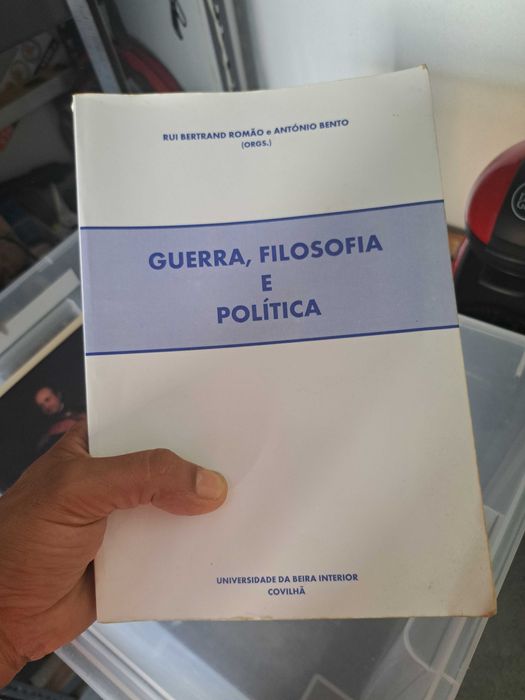 RUI BERTRAND ROMÃO e ANTÓNIO BENTO
(ORGS.)
GUERRA, FILOSOFIA
E
POLÍTICA
UNIVERSIDADE DA BEIRA INTERIOR
COVILHÃ